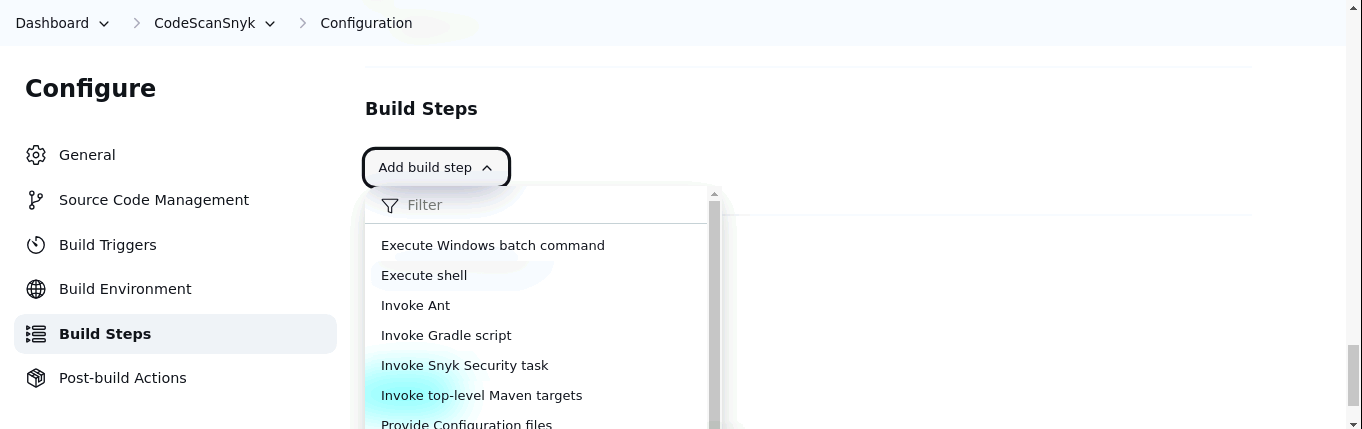 Dashboard CodeScanSnyk Configuration
Configure
General
Source Code Management
Build Triggers
Build Environment
Build Steps
Post-build Actions
Build Steps
Add build step
Filter
Execute Windows batch command
Execute shell
Invoke Ant
Invoke Gradle script
Invoke Snyk Security task
Invoke top-level Maven targets
Provide Configuration files